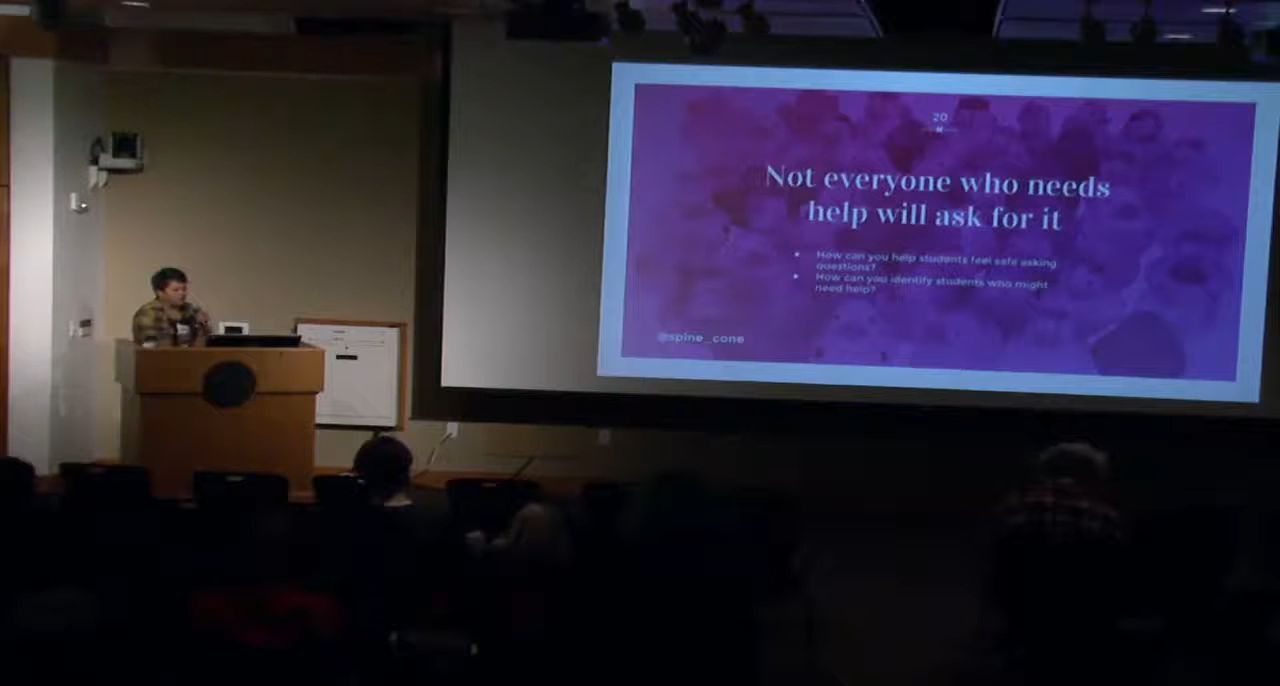 20
Not everyone who needs
help will ask for it
• How can you help students feel safe asking
questions?
• How can you identify students who might
need help?
@spine_cone